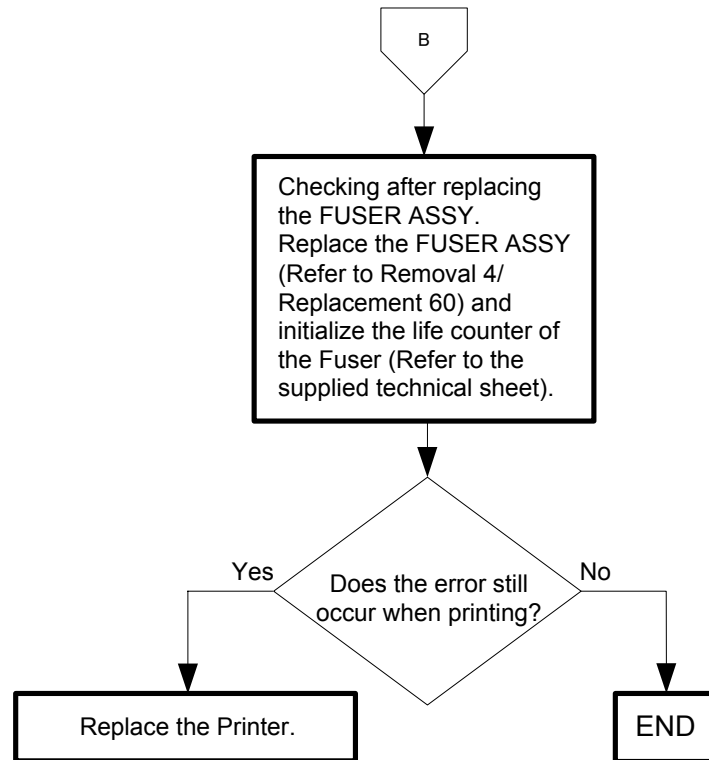 B
Checking after replacing
the FUSER ASSY.
Replace the FUSER ASSY
(Refer to Removal 4/
Replacement 60) and
initialize the life counter of
the Fuser (Refer to the
supplied technical sheet).
Yes
No
Does the error still
occur when printing?
Replace the Printer.
END